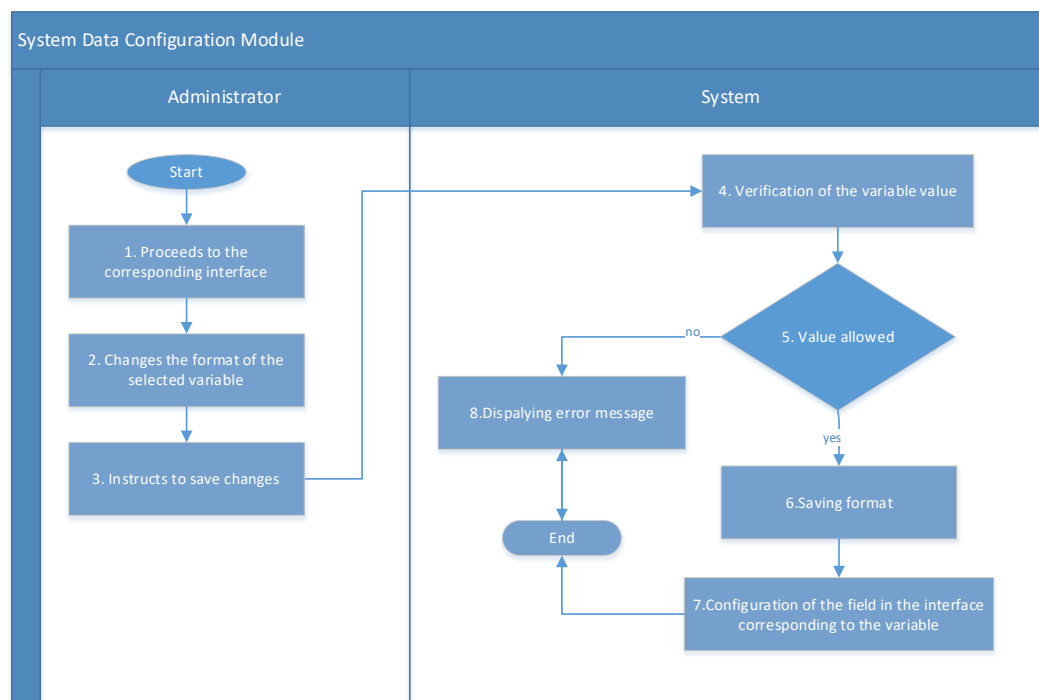 System Data Configuration Module
Administrator
System
Start
1. Proceeds to the
corresponding interface
2. Changes the format of the
selected variable
3. Instructs to save changes
4. Verification of the variable value
5. Value allowed
no
yes
8.Dispalying error message
6.Saving format
End
7.Configuration of the field in the interface
corresponding to the variable